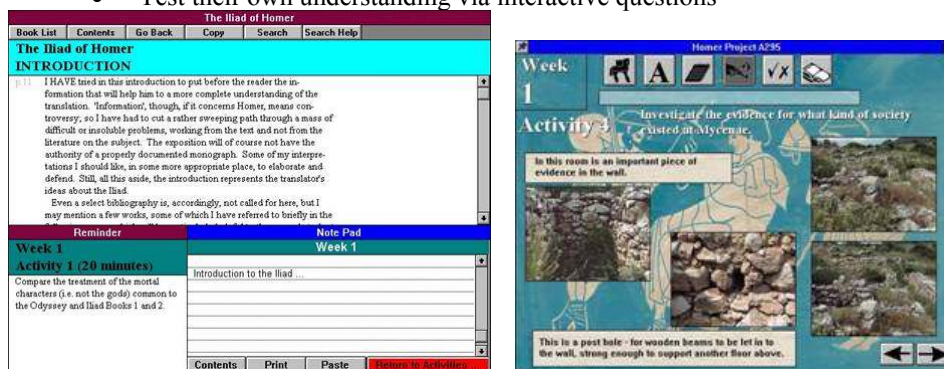 • Test their own understanding via interactive questions
The Iliad of Homer
Book List Contents Go Back Copy Search Search Help
The Iliad of Homer
INTRODUCTION
p.11 I HAVE tried in this introduction to put before the reader the in-
formation that will help him to a more complete understanding of the
translation. 'Information', though, if it concerns Homer, means con-
troversy; so I have had to cut a rather sweeping path through a mass of
difficult or insoluble problems, working from the text and not from the
literature on the subject. The exposition will of course not have the
authority of a properly documented monograph. Some of my interpre-
tations I should like, in some more appropriate place, to elaborate and
defend. Still, all this aside, the introduction represents the translator's
ideas about the Iliad.
Even a select bibliography is, accordingly, not called for here, but I
may mention a few works, some of which I have referred to briefly in the
Reminder
Week 1
Activity 1 (20 minutes)
Compare the treatment of the mortal
characters (i.e. not the gods) common to
the Odyssey and Iliad Books 1 and 2.
Note Pad
Week 1
Introduction to the Iliad ...
Contents Print Paste Return to Activities ...
Homer Project A295
Week
1
A
√x
Activity 4
Investigate the evidence for what kind of society
existed at Mycenae.
In this room is an important piece of
evidence in the wall.
This is a post hole - for wooden beams to be let in to
the wall, strong enough to support another floor above.